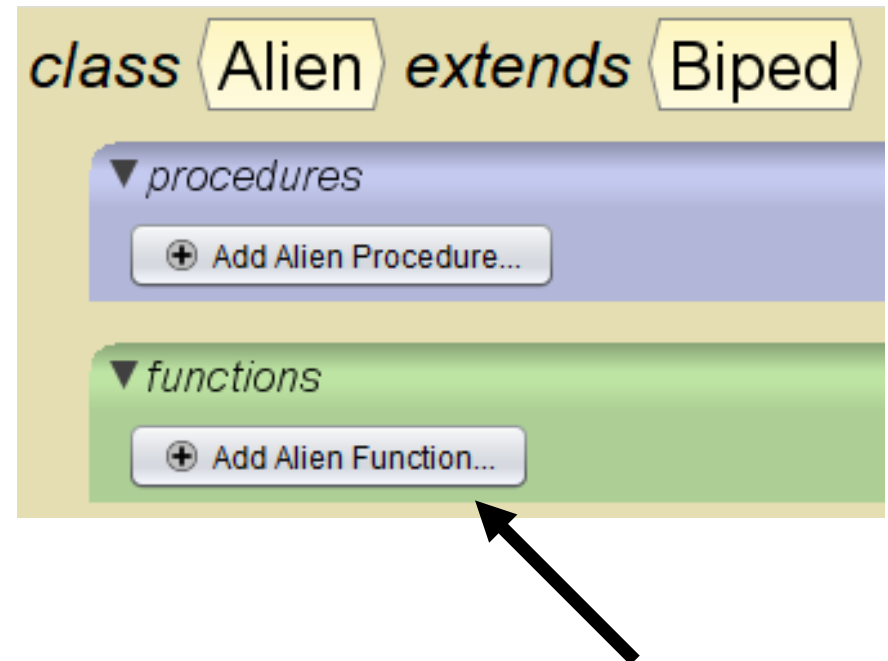 class Alien extends Biped
procedures
Add Alien Procedure...
functions
Add Alien Function...